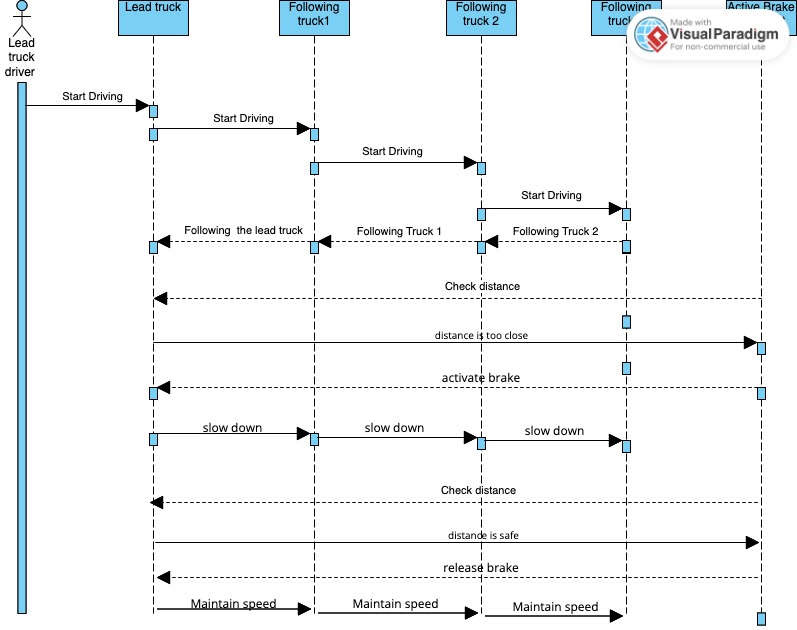 Lead truck
Following
truck1
Following
truck 2
Following
Active Brake
Made with
VisualParadigm
For non-commercial use
Lead
truck
driver
Start Driving
Start Driving
Start Driving
Start Driving
Following the lead truck
Following Truck 1
Following Truck 2
Check distance
distance is too close
activate brake
slow down
slow down
slow down
Check distance
distance is safe
release brake
Maintain speed
Maintain speed
Maintain speed